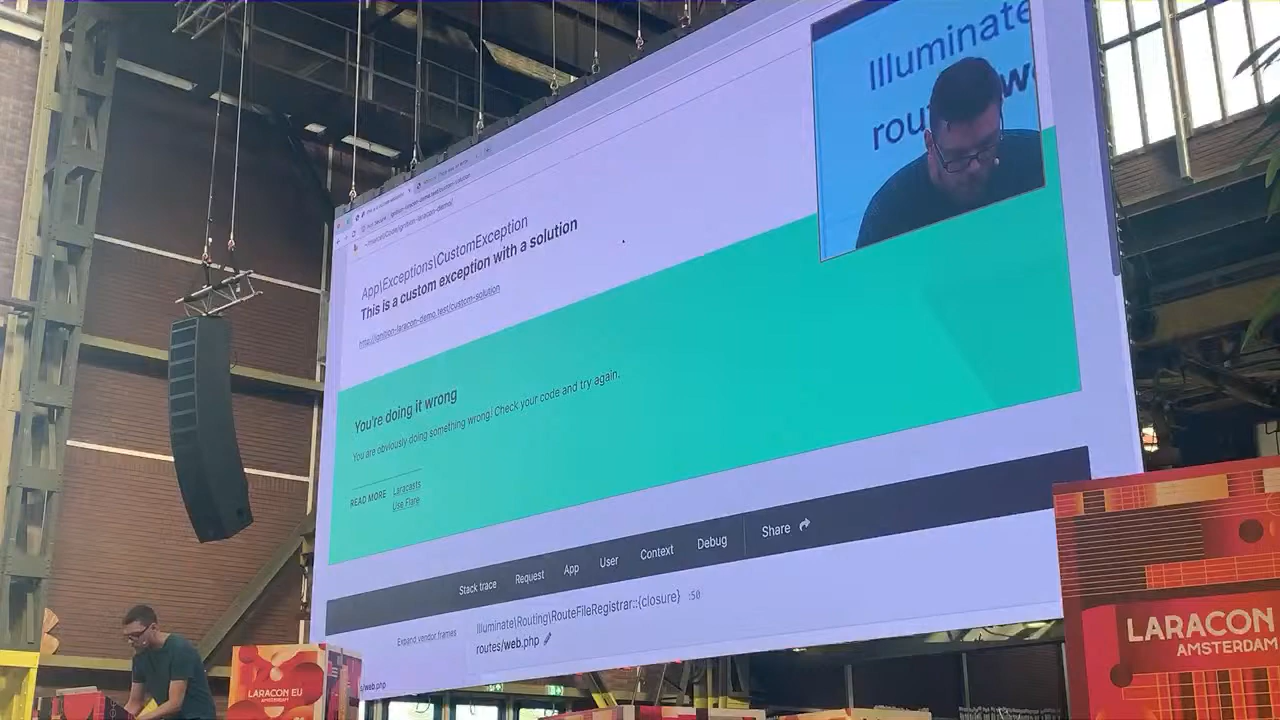 Illuminate
App\Exceptions\CustomException
This is a custom exception with a solution
http://ignition-laracon-demo.test/custom-solution
You're doing it wrong
You are obviously doing something wrong! Check your code and try again.
READ MORE Laracasts
Use Flare
Stack trace Request App User Context Debug Share
Expand vendor frames
Illuminate\Routing\RouteFileRegistrar::{closure} :50
routes/web.php
LARACON EU
AMSTERDAM
LARACON
AMSTERDAM